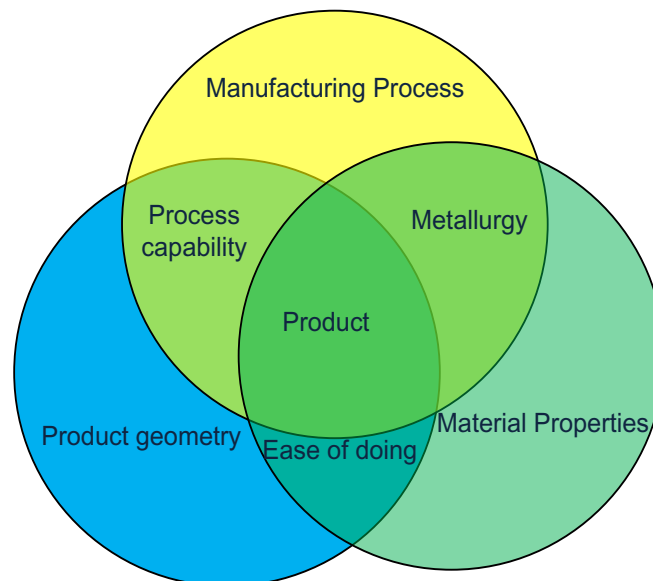 Manufacturing Process
Process
capability
Metallurgy
Product
Product geometry
Material Properties
Ease of doing